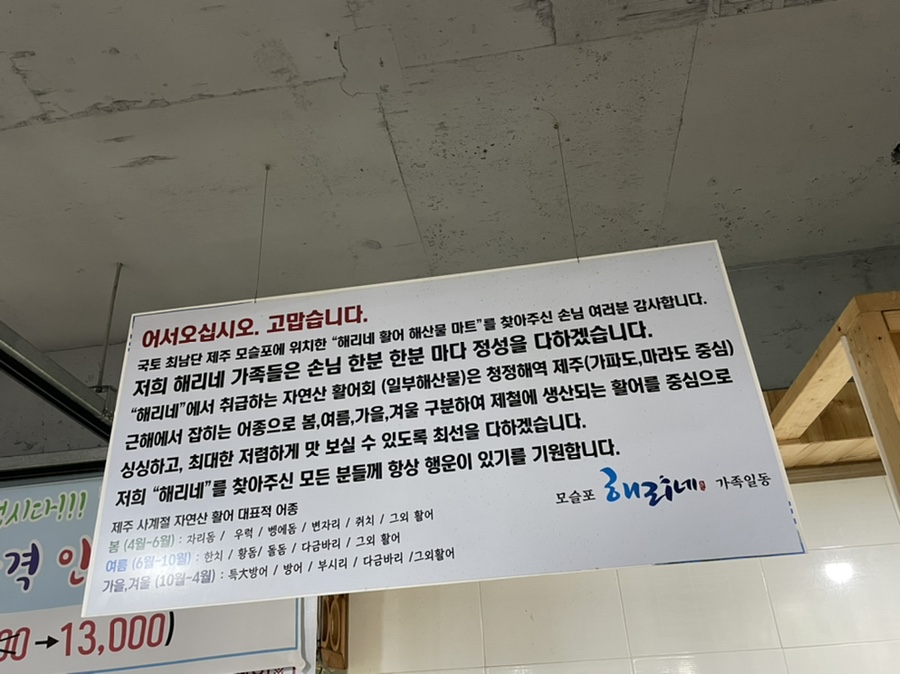 어서오십시오. 고맙습니다.
국토 최남단 제주 모슬포에 위치한 "해리네 활어 해산물 마트"를 찾아주신 손님 여러분 감사합니다.
저희 해리네 가족들은 손님 한분 한분 마다 정성을 다하겠습니다.
"해리네"에서 취급하는 자연산 활어회 (일부해산물)은 청정해역 제주(가파도,마라도 중심)
근해에서 잡히는 어종으로 봄,여름,가을,겨울 구분하여 제철에 생산되는 활어를 중심으로
싱싱하고, 최대한 저렴하게 맛 보실 수 있도록 최선을 다하겠습니다.
저희 "해리네"를 찾아주신 모든 분들께 항상 행운이 있기를 기원합니다.
모슬포 해리네 가족일동
제주 사계절 자연산 활어 대표적 어종
봄 (4월~6월) : 자리돔 / 우럭 / 벵에돔 / 변자리 / 쥐치 / 그외 활어
여름 (6월~10월) : 한치 / 황돔/ 돌돔 / 다금바리 / 그외 활어
가을,겨울 (10월~4월) : 특大방어 / 방어 / 부시리 / 다금바리 /그외활어
시다!!!
격 인
00→13,000)